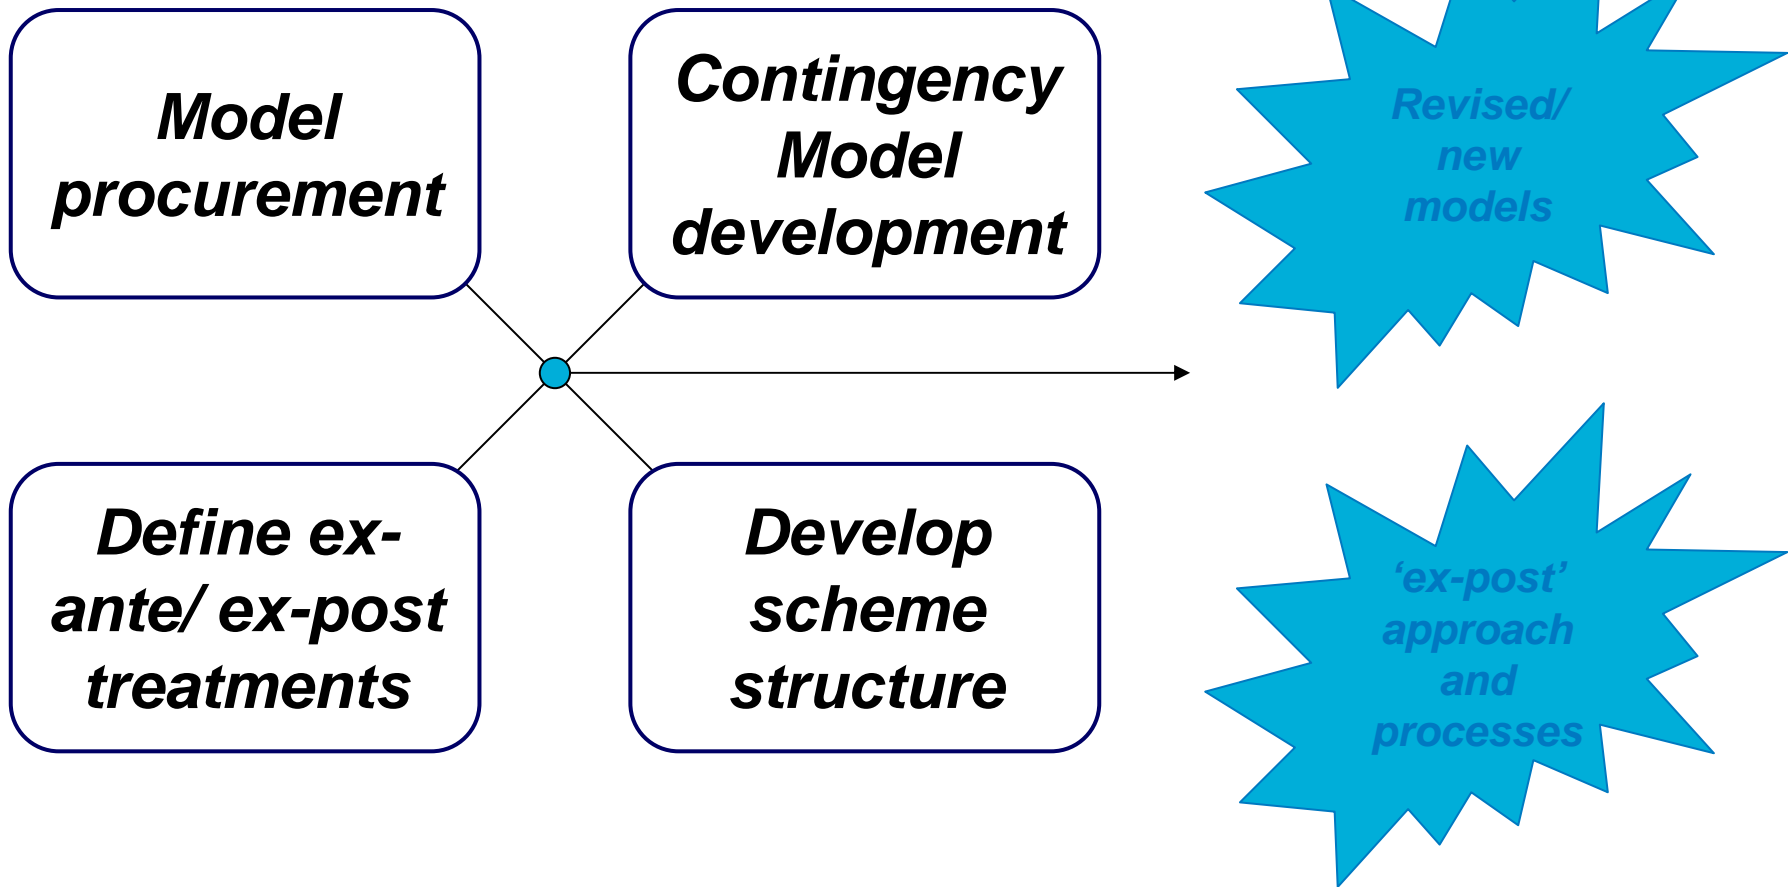 Model
procurement
Contingency
Model
development
Revised/
new
models
Define ex-
ante/ ex-post
treatments
Develop
scheme
structure
‘ex-post’
approach
and
processes